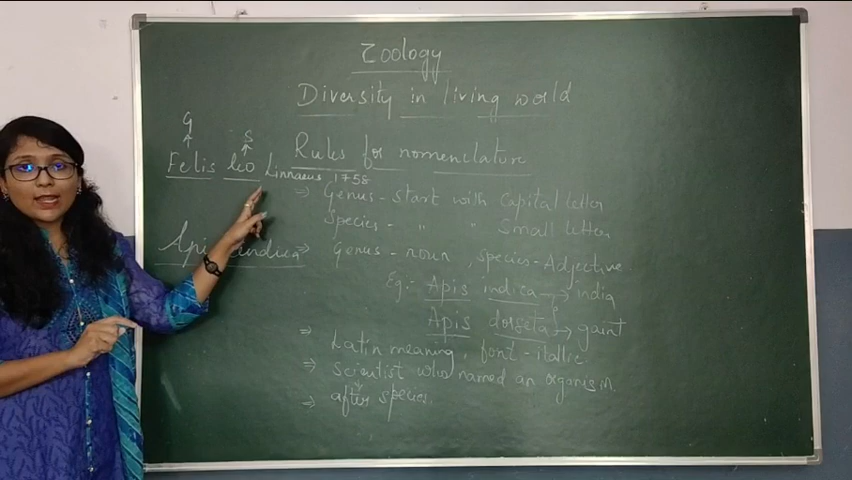 Zoology
Diversity in living world
G
S
Rules for nomenclature
Felis leo Linnaeus 1758
⇒ Genus - start with Capital letter
Species - " " Small letter
Apis indica
⇒ Genus - noun, species - Adjective
Eg:- Apis indica → india
Apis dorseta → gaint
⇒ Latin meaning, font - itallic
⇒ Scientist who named an organism.
⇒ after species.